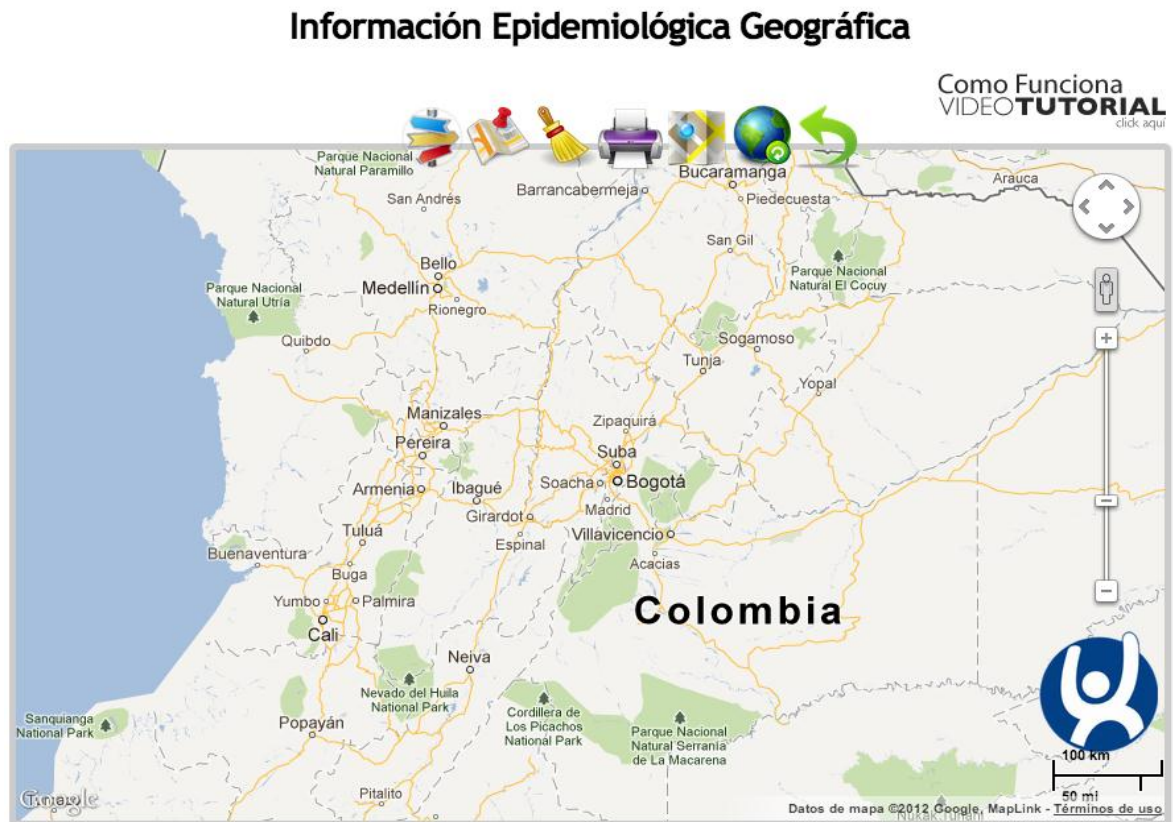 Información Epidemiológica Geográfica
Como Funciona
VIDEOTUTORIAL
click aquí
Parque Nacional
Natural Paramillo
San Andrés
Barrancabermeja
Bucaramanga
Piedecuesta
Arauca
San Gil
Bello
Medellín
Rionegro
Parque Nacional
Natural El Cocuy
Parque Nacional
Natural Utría
Quibdo
Sogamoso
Tunja
Yopal
Manizales
Pereira
Zipaquirá
Suba
Bogotá
Soacha
Madrid
Armenia
Ibagué
Girardot
Espinal
Villavicencio
Acacias
Tuluá
Buenaventura
Buga
Yumbo
Palmira
Cali
Colombia
Neiva
Nevado del Huila
National Park
Cordillera de
Los Picachos
National Park
Parque Nacional
Natural Serranía
de La Macarena
Sanquianga
National Park
Popayán
Pitalito
100 km
50 mi
Google
Datos de mapa ©2012 Google, MapLink - Términos de uso